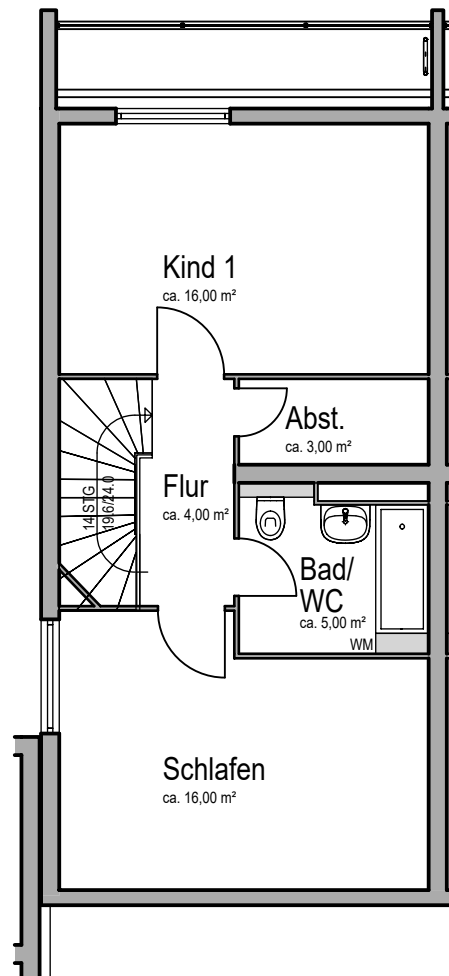 Kind 1
ca. 16,00 m²
Abst.
ca. 3,00 m²
14 STG
19.6/24.0
Flur
ca. 4,00 m²
Bad/
WC
ca. 5,00 m²
WM
Schlafen
ca. 16,00 m²